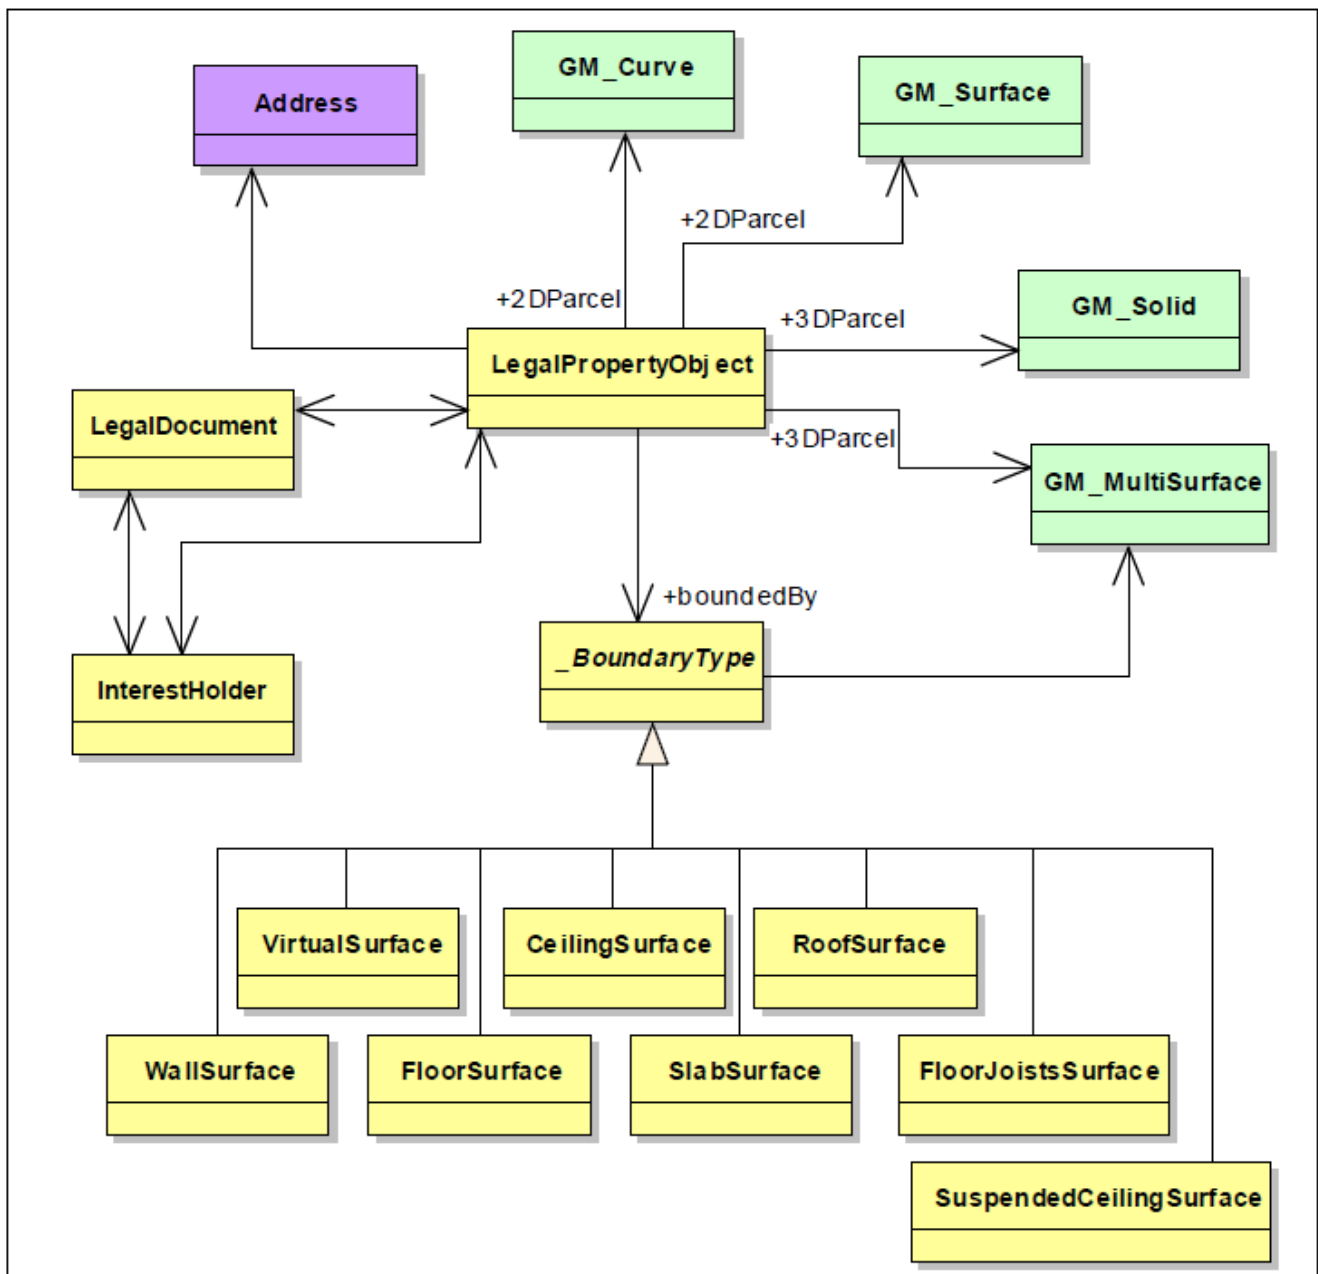 GM_Curve
Address
GM_Surface
+2DParcel
+2DParcel
GM_Solid
+3DParcel
LegalPropertyObject
LegalDocument
+3DParcel
GM_MultiSurface
+boundedBy
_BoundaryType
InterestHolder
VirtualSurface
CeilingSurface
RoofSurface
WallSurface
FloorSurface
SlabSurface
FloorJoistsSurface
SuspendedCeilingSurface